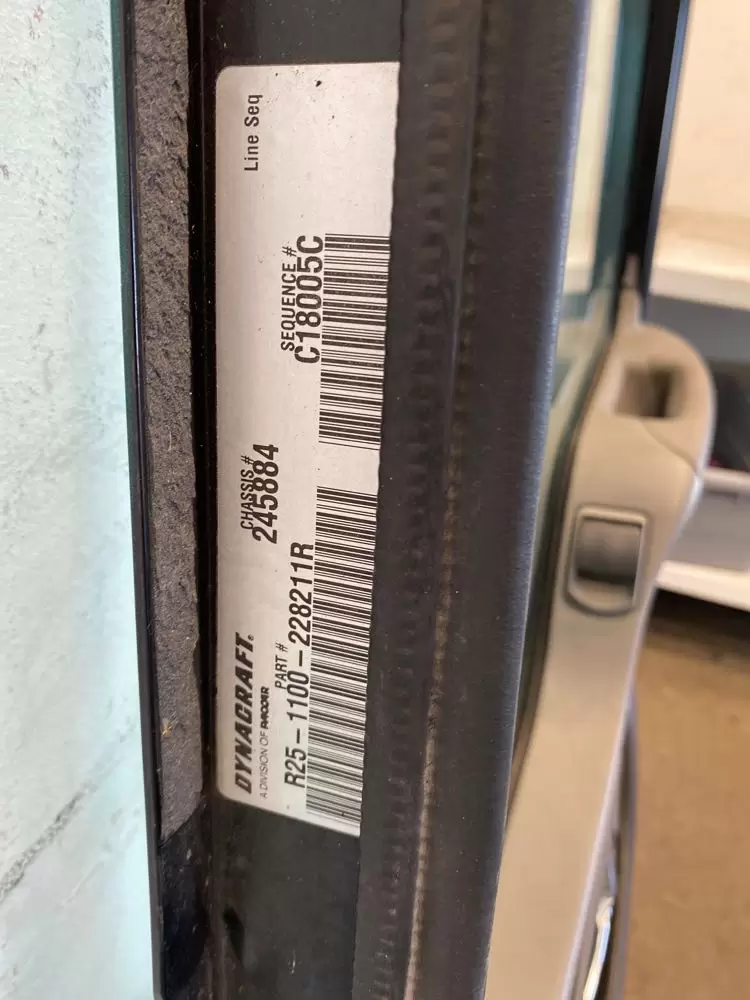 DYNACRAFT.
A DIVISION OF PACCAR
CHASSIS #
245884
Line Seq
PART #
R25-1100-228211R
SEQUENCE #
C18005C